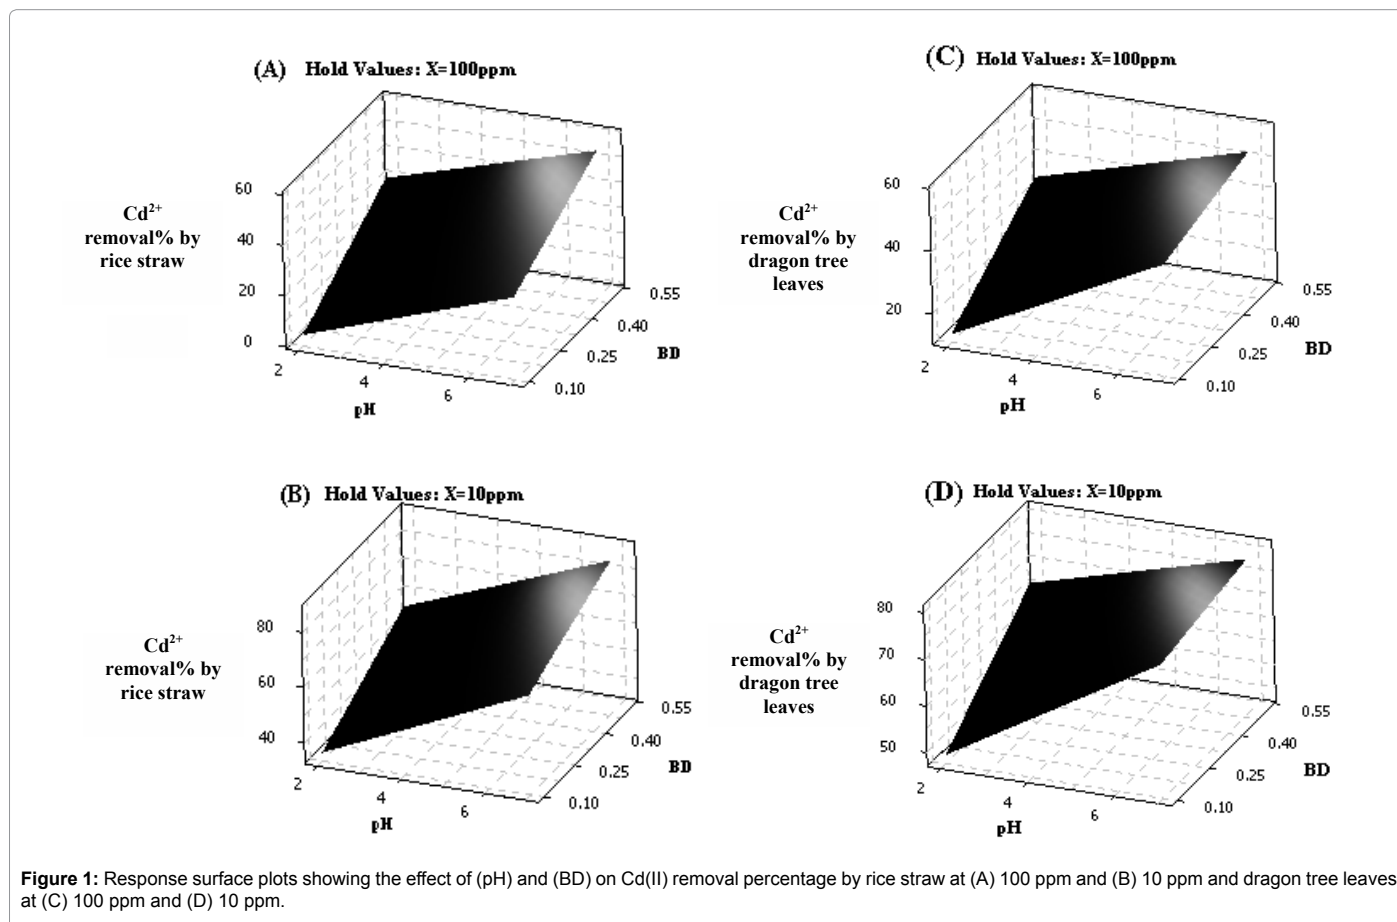 (A) Hold Values: X=100ppm
Cd²⁺
removal% by
rice straw
60
40
20
0
2
4
6
pH
0.10
0.25
0.40
0.55
BD
(C) Hold Values: X=100ppm
Cd²⁺
removal% by
dragon tree
leaves
60
40
20
2
4
6
pH
0.10
0.25
0.40
0.55
BD
(B) Hold Values: X=10ppm
Cd²⁺
removal% by
rice straw
80
60
40
2
4
6
pH
0.10
0.25
0.40
0.55
BD
(D) Hold Values: X=10ppm
Cd²⁺
removal% by
dragon tree
leaves
80
70
60
50
2
4
6
pH
0.10
0.25
0.40
0.55
BD
Figure 1: Response surface plots showing the effect of (pH) and (BD) on Cd(II) removal percentage by rice straw at (A) 100 ppm and (B) 10 ppm and dragon tree leaves
at (C) 100 ppm and (D) 10 ppm.